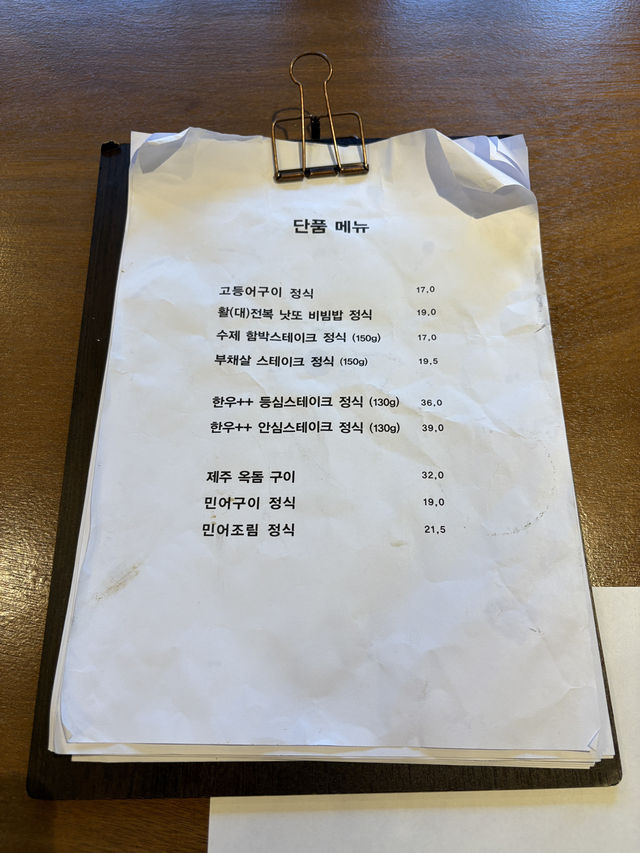 단품 메뉴
고등어구이 정식 17,0
활(대)전복 낫또 비빔밥 정식 19,0
수제 함박스테이크 정식 (150g) 17,0
부채살 스테이크 정식 (150g) 19,5
한우++ 등심스테이크 정식 (130g) 36,0
한우++ 안심스테이크 정식 (130g) 39,0
제주 옥돔 구이 32,0
민어구이 정식 19,0
민어조림 정식 21,5